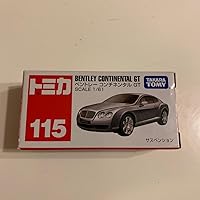 トミカ
BENTLEY CONTINENTAL GT
ベントレー コンチネンタル GT
SCALE 1/61
TAKARA
TOMY
115
サスペンション